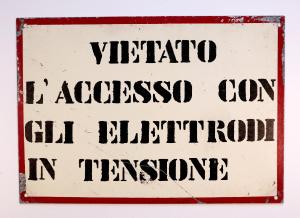 VIETATO
L'ACCESSO CON
GLI ELETTRODI
IN TENSIONE